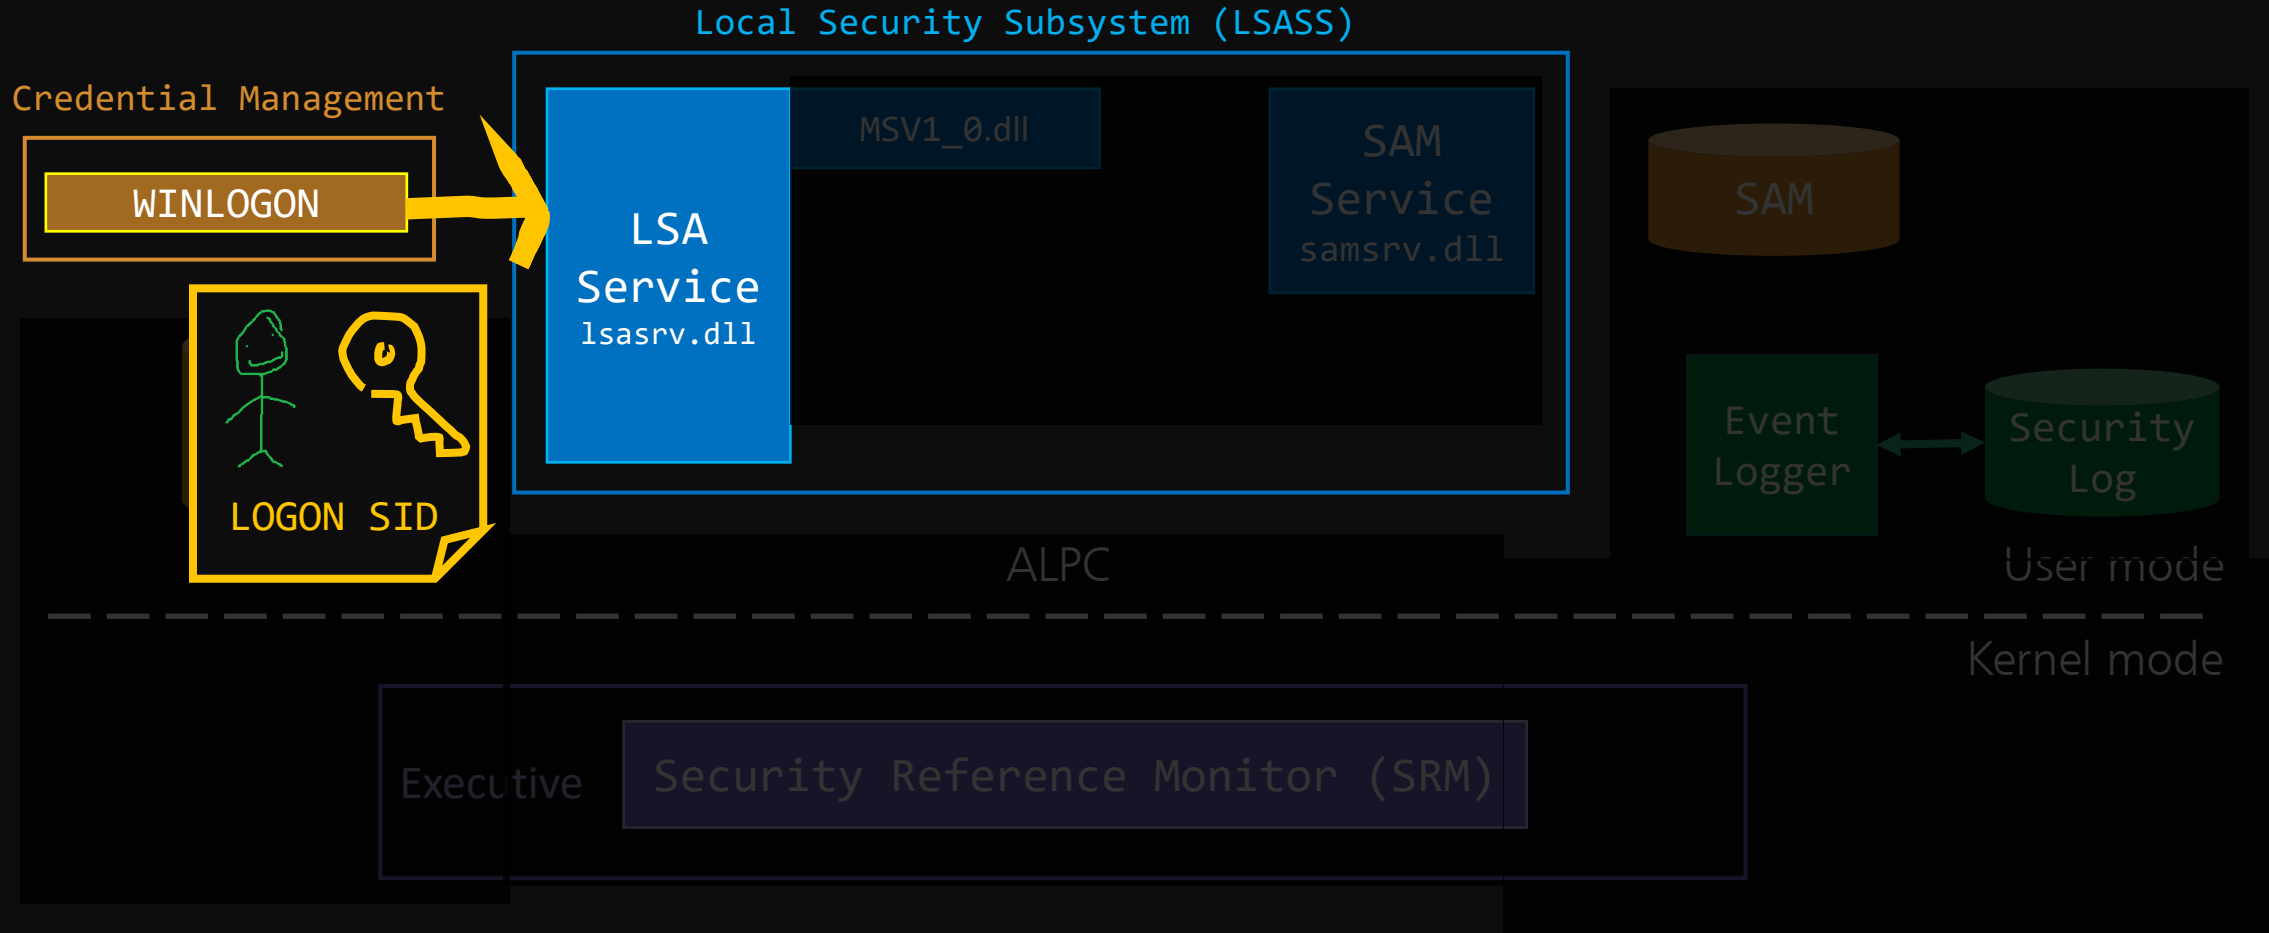 Local Security Subsystem (LSASS)
Credential Management
WINLOGON
LSA
Service
lsasrv.dll
MSV1_0.dll
SAM
Service
samsrv.dll
SAM
LOGON SID
Event
Logger
Security
Log
ALPC
User mode
Kernel mode
Executive
Security Reference Monitor (SRM)